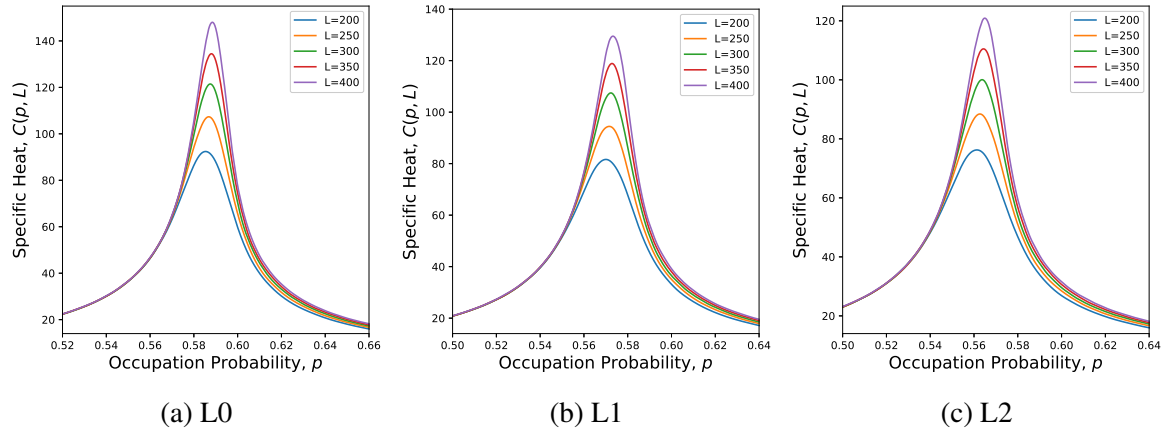 L=200
L=250
L=300
L=350
L=400
140
120
100
80
60
40
20
Specific Heat, C(p, L)
0.52 0.54 0.56 0.58 0.60 0.62 0.64 0.66
Occupation Probability, p
(a) L0
L=200
L=250
L=300
L=350
L=400
140
120
100
80
60
40
20
Specific Heat, C(p, L)
0.50 0.52 0.54 0.56 0.58 0.60 0.62 0.64
Occupation Probability, p
(b) L1
L=200
L=250
L=300
L=350
L=400
120
100
80
60
40
20
Specific Heat, C(p, L)
0.50 0.52 0.54 0.56 0.58 0.60 0.62 0.64
Occupation Probability, p
(c) L2